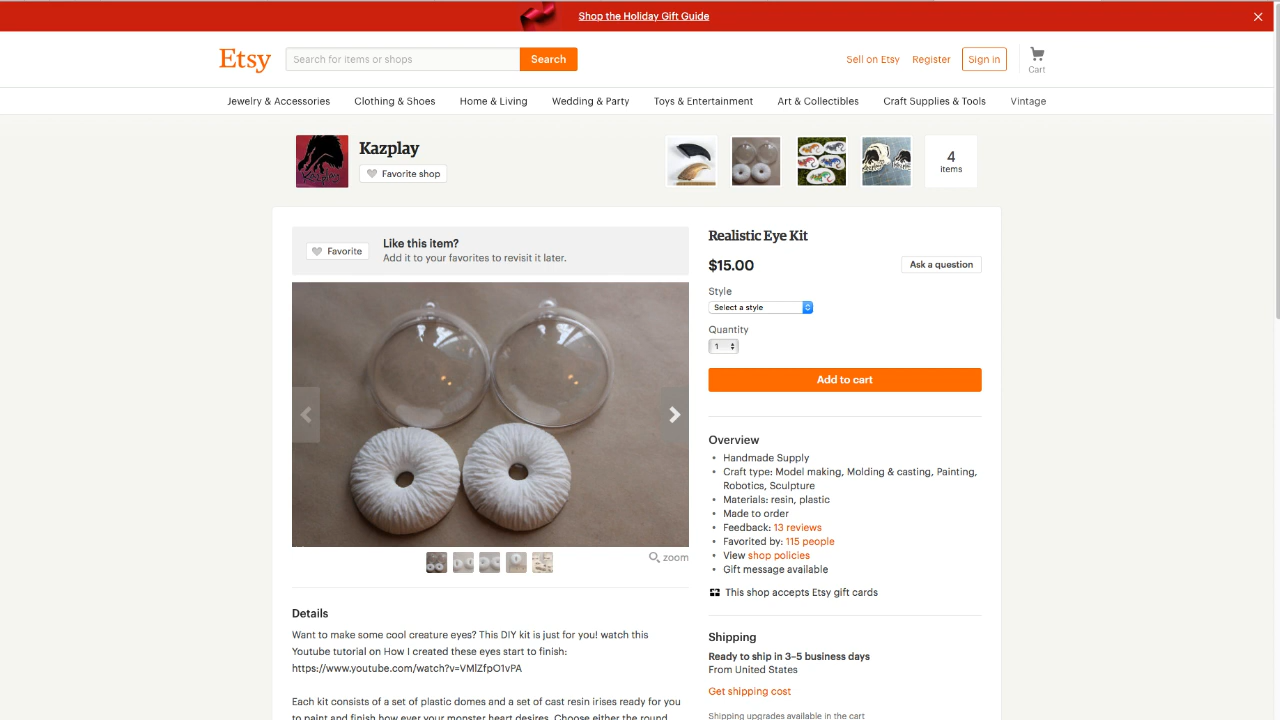 Shop the Holiday Gift Guide
Etsy
Search for items or shops
Search
Sell on Etsy
Register
Sign in
Cart
Jewelry & Accessories
Clothing & Shoes
Home & Living
Wedding & Party
Toys & Entertainment
Art & Collectibles
Craft Supplies & Tools
Vintage
Kazplay
Favorite shop
4
items
Favorite
Like this item?
Add it to your favorites to revisit it later.
zoom
Details
Want to make some cool creature eyes? This DIY kit is just for you! watch this
Youtube tutorial on How I created these eyes start to finish:
https://www.youtube.com/watch?v=VMlZfpO1vPA
Each kit consists of a set of plastic domes and a set of cast resin irises ready for you
to paint and finish how ever your monster heart desires. Choose either the round
Realistic Eye Kit
$15.00
Ask a question
Style
Select a style
Quantity
1
Add to cart
Overview
Handmade Supply
Craft type: Model making, Molding & casting, Painting,
Robotics, Sculpture
Materials: resin, plastic
Made to order
Feedback: 13 reviews
Favorited by: 115 people
View shop policies
Gift message available
This shop accepts Etsy gift cards
Shipping
Ready to ship in 3–5 business days
From United States
Get shipping cost
Shipping upgrades available in the cart